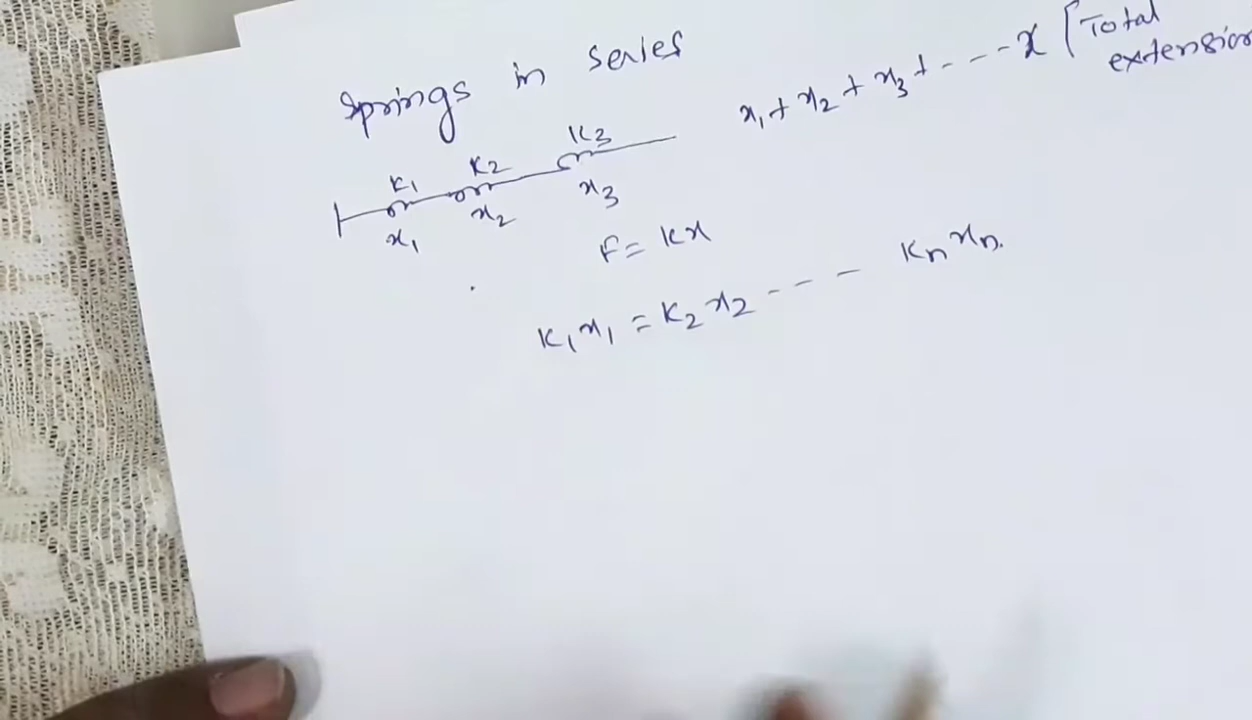 Springs in series
x₁ + x₂ + x₃ + - - - x [Total extension
K₁ K₂ K₃
x₁ x₂ x₃
F = Kx
K₁x₁ = K₂x₂ - - - Kₙxₙ.